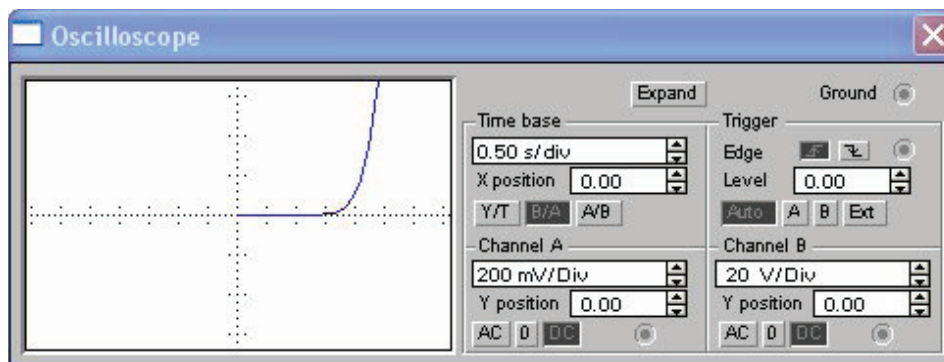 Oscilloscope
Expand
Ground
Time base
0.50 s/div
X position 0.00
Y/T B/A A/B
Trigger
Edge
Level 0.00
Auto A B Ext
Channel A
200 mV/Div
Y position 0.00
AC 0 DC
Channel B
20 V/Div
Y position 0.00
AC 0 DC